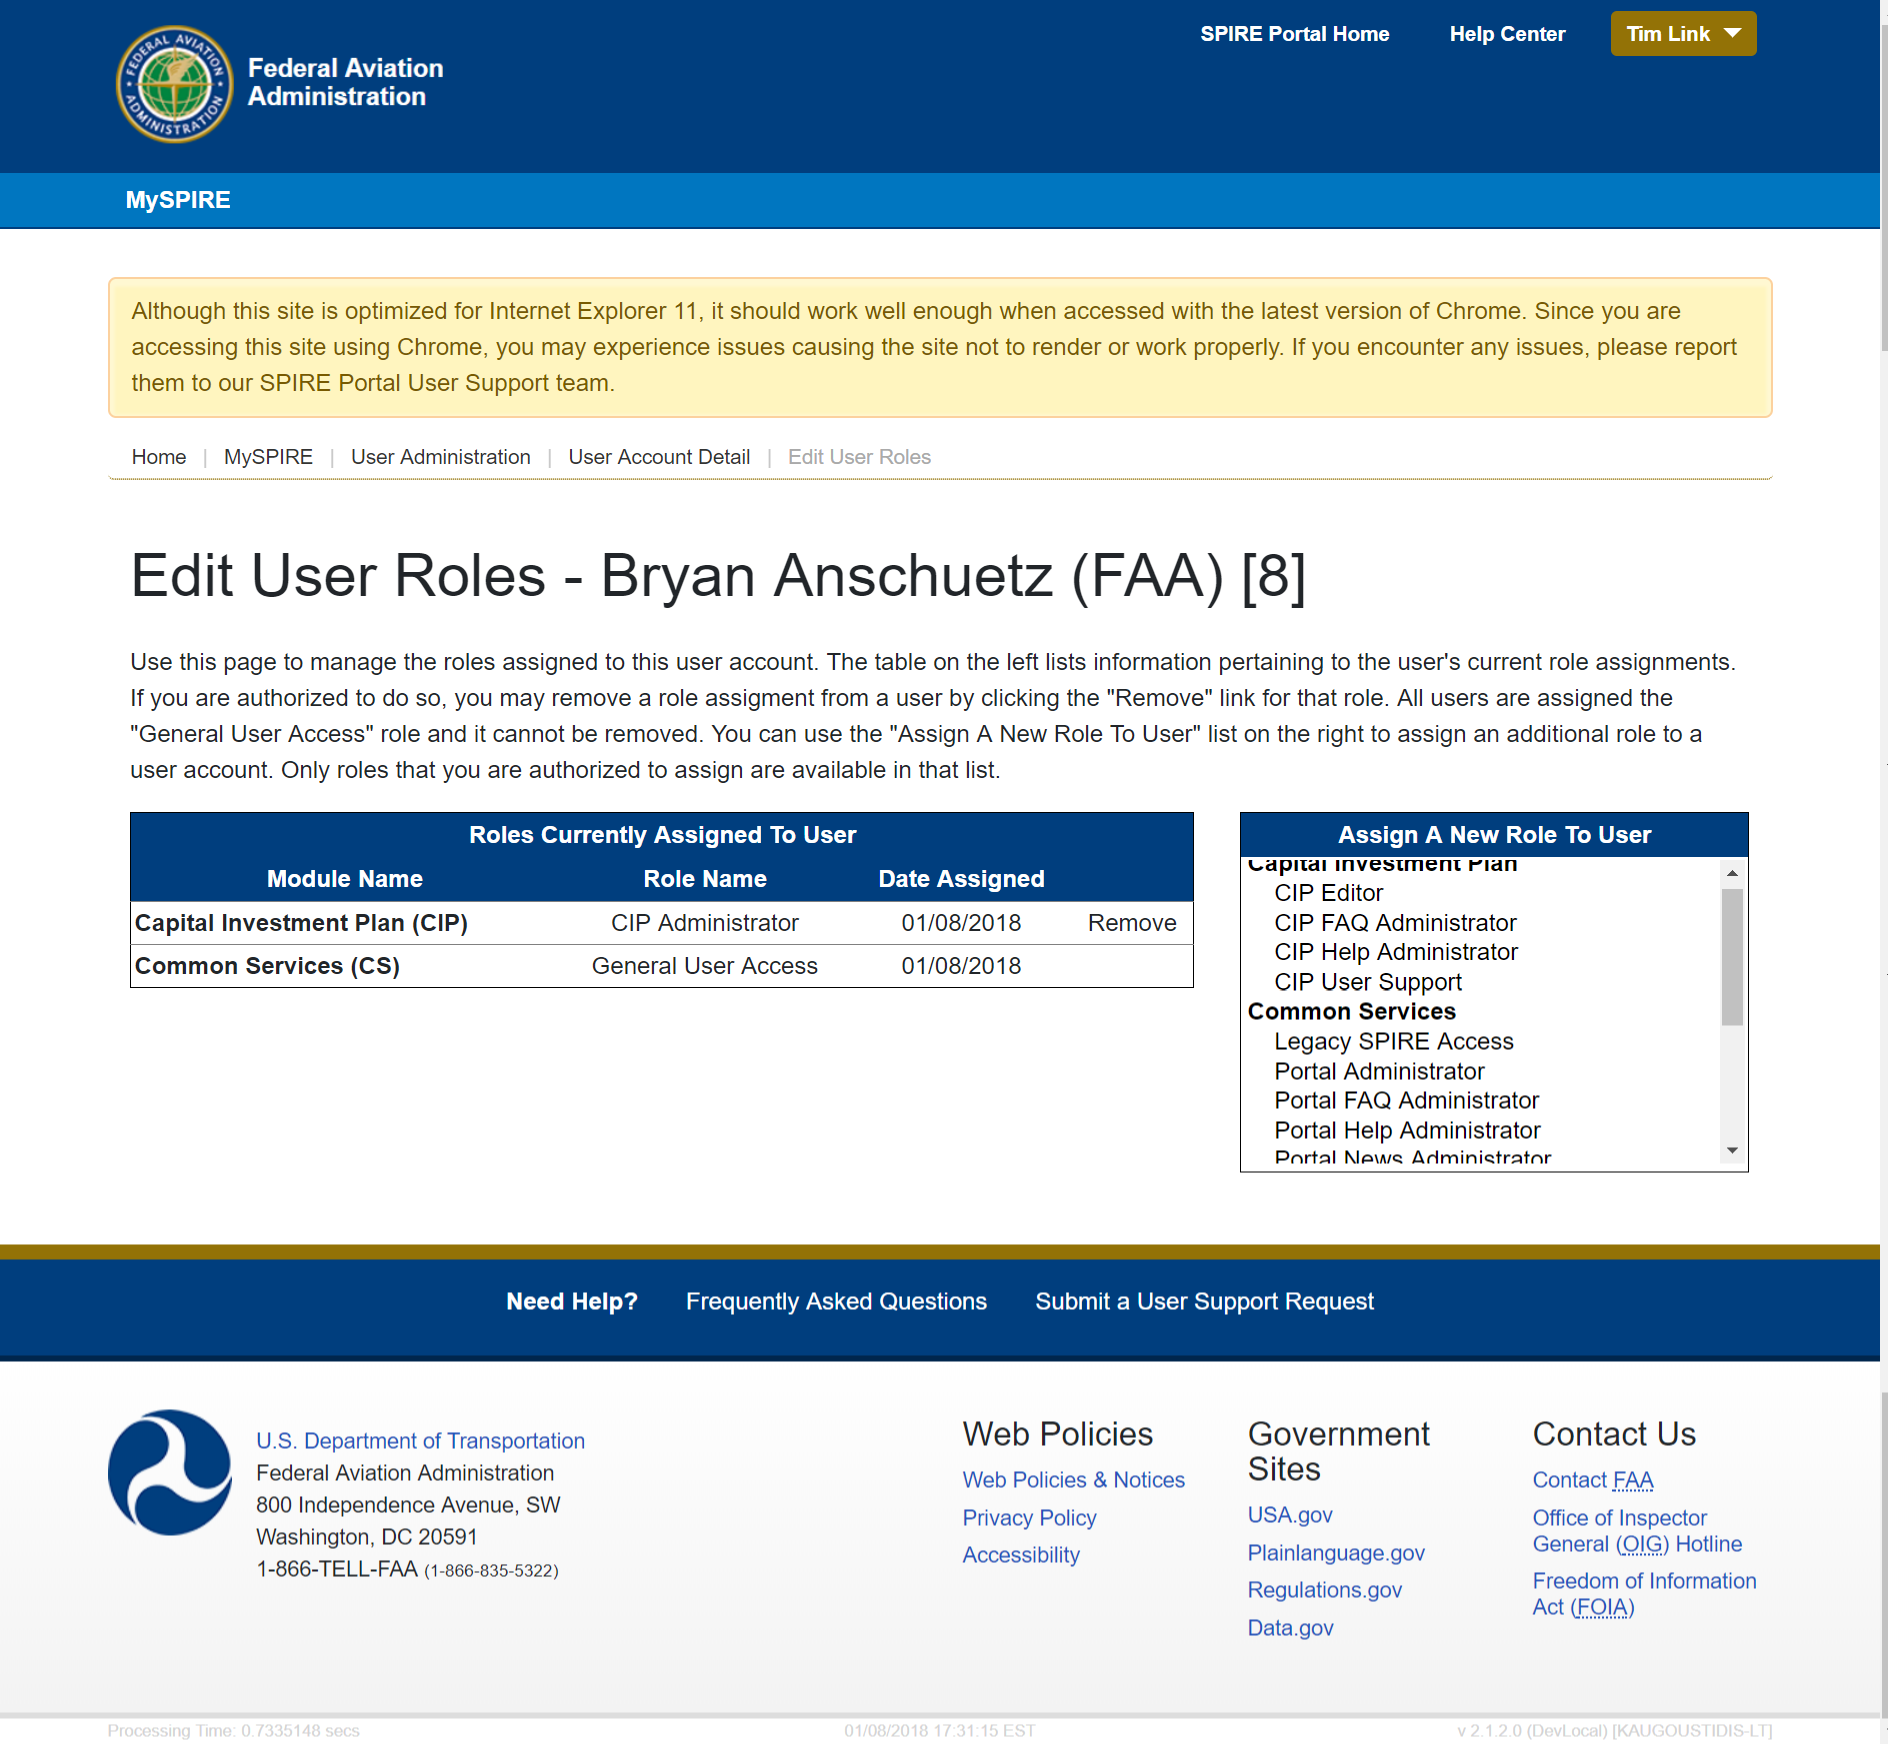 SPIRE Portal Home
Help Center
Tim Link
FEDERAL AVIATION
ADMINISTRATION
Federal Aviation
Administration
MySPIRE
Although this site is optimized for Internet Explorer 11, it should work well enough when accessed with the latest version of Chrome. Since you are
accessing this site using Chrome, you may experience issues causing the site not to render or work properly. If you encounter any issues, please report
them to our SPIRE Portal User Support team.
Home | MySPIRE | User Administration | User Account Detail | Edit User Roles
Edit User Roles - Bryan Anschuetz (FAA) [8]
Use this page to manage the roles assigned to this user account. The table on the left lists information pertaining to the user's current role assignments.
If you are authorized to do so, you may remove a role assigment from a user by clicking the "Remove" link for that role. All users are assigned the
"General User Access" role and it cannot be removed. You can use the "Assign A New Role To User" list on the right to assign an additional role to a
user account. Only roles that you are authorized to assign are available in that list.
Roles Currently Assigned To User
Module Name Role Name Date Assigned
Capital Investment Plan (CIP) CIP Administrator 01/08/2018 Remove
Common Services (CS) General User Access 01/08/2018
Assign A New Role To User
Capital Investment Plan
CIP Editor
CIP FAQ Administrator
CIP Help Administrator
CIP User Support
Common Services
Legacy SPIRE Access
Portal Administrator
Portal FAQ Administrator
Portal Help Administrator
Portal News Administrator
Need Help? Frequently Asked Questions Submit a User Support Request
U.S. Department of Transportation
Federal Aviation Administration
800 Independence Avenue, SW
Washington, DC 20591
1-866-TELL-FAA (1-866-835-5322)
Web Policies
Web Policies & Notices
Privacy Policy
Accessibility
Government
Sites
USA.gov
Plainlanguage.gov
Regulations.gov
Data.gov
Contact Us
Contact FAA
Office of Inspector
General (OIG) Hotline
Freedom of Information
Act (FOIA)
Processing Time: 0.7335148 secs
01/08/2018 17:31:15 EST
v 2.1.2.0 (DevLocal) [KAUGOUSTIDIS-LT]